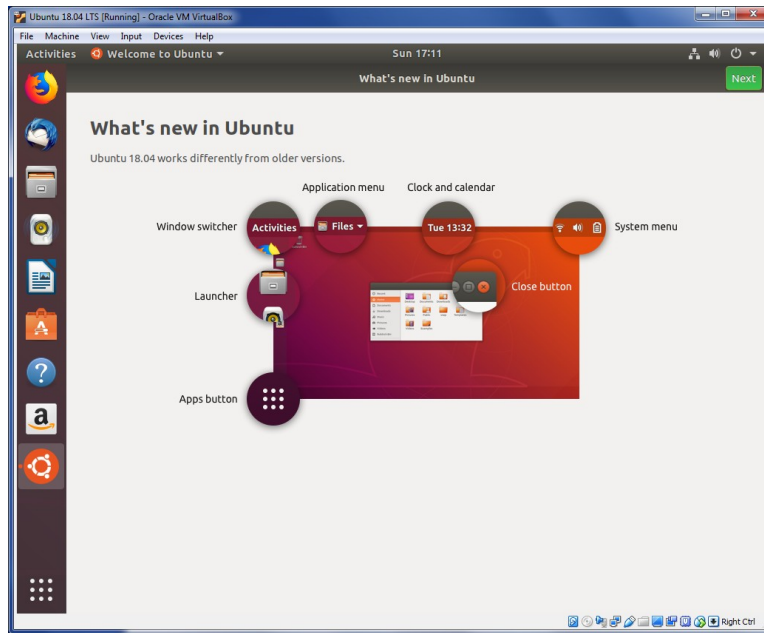 Ubuntu 18.04 LTS [Running] - Oracle VM VirtualBox
File Machine View Input Devices Help
Activities Welcome to Ubuntu Sun 17:11
What's new in Ubuntu Next
What's new in Ubuntu
Ubuntu 18.04 works differently from older versions.
Application menu Clock and calendar
Window switcher Activities Files Tue 13:32 System menu
Launcher Close button
Apps button
Right Ctrl